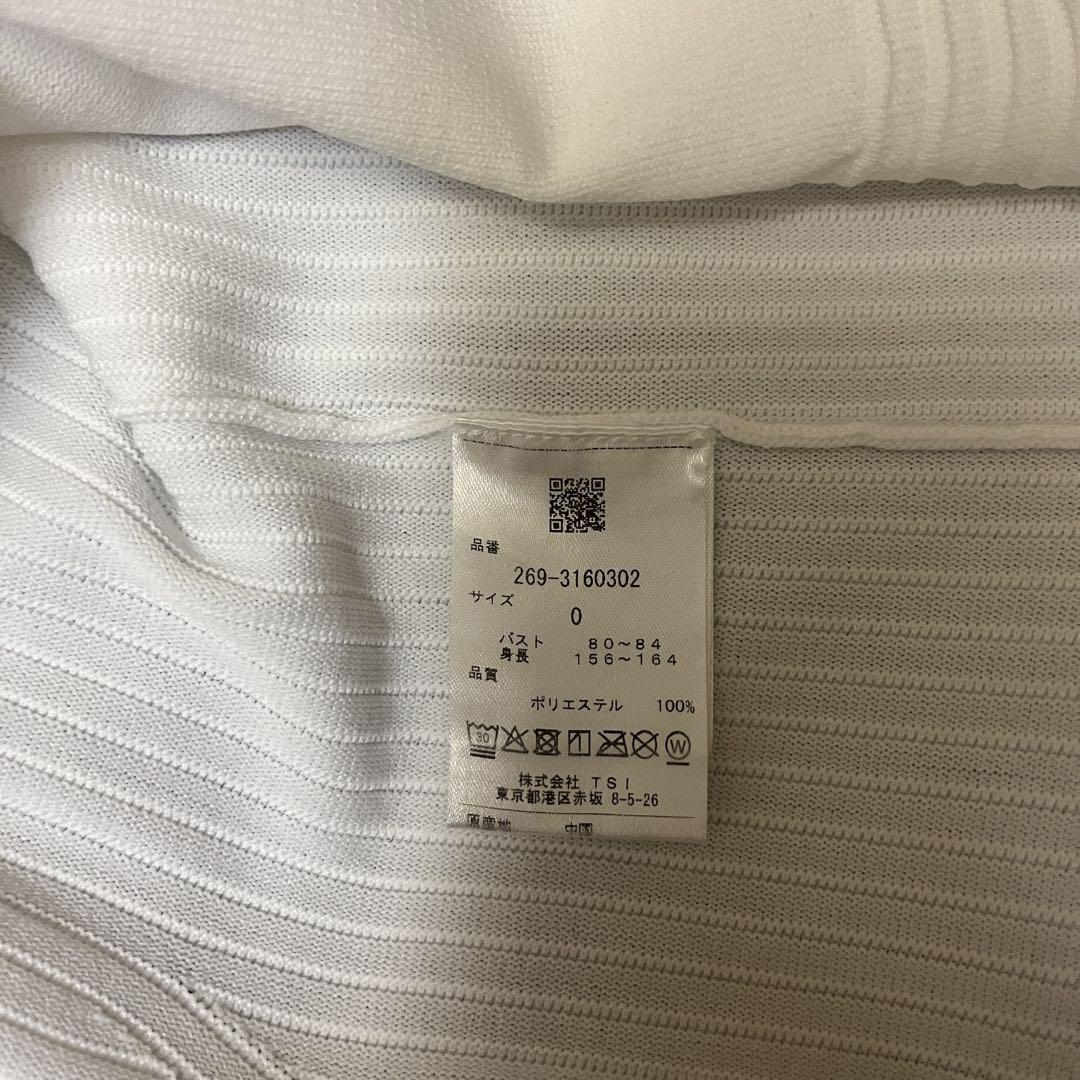 品番
269-3160302
サイズ
0
バスト 80～84
身長 156～164
品質
ポリエステル 100%
30 W
株式会社 TSI
東京都港区赤坂 8-5-26
原産地 中国